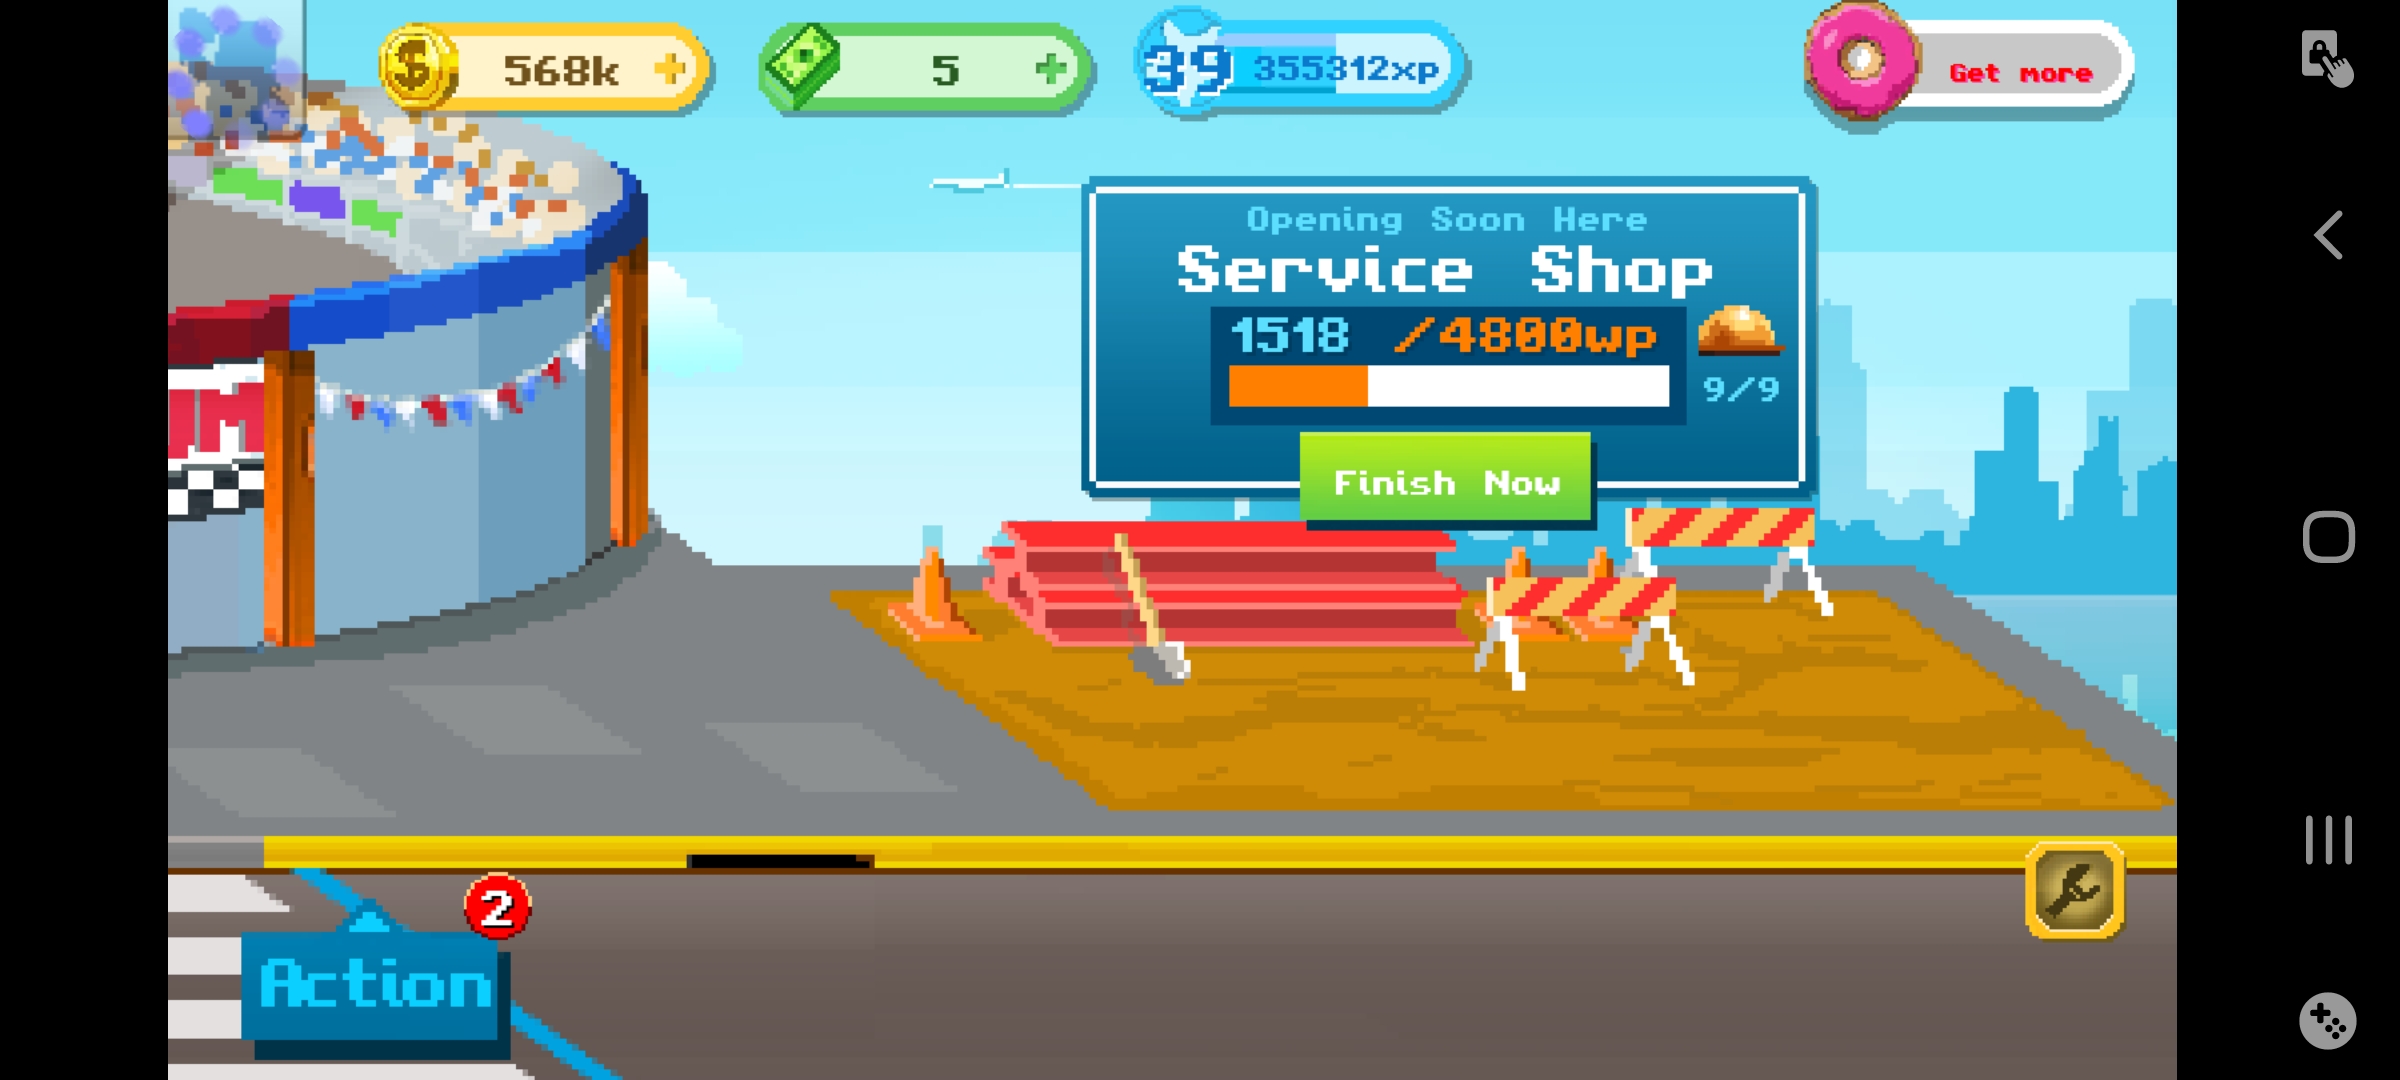 568k
5
39
355312xp
Get more
Opening Soon Here
Service Shop
1518 /4800wp
9/9
Finish Now
2
Action